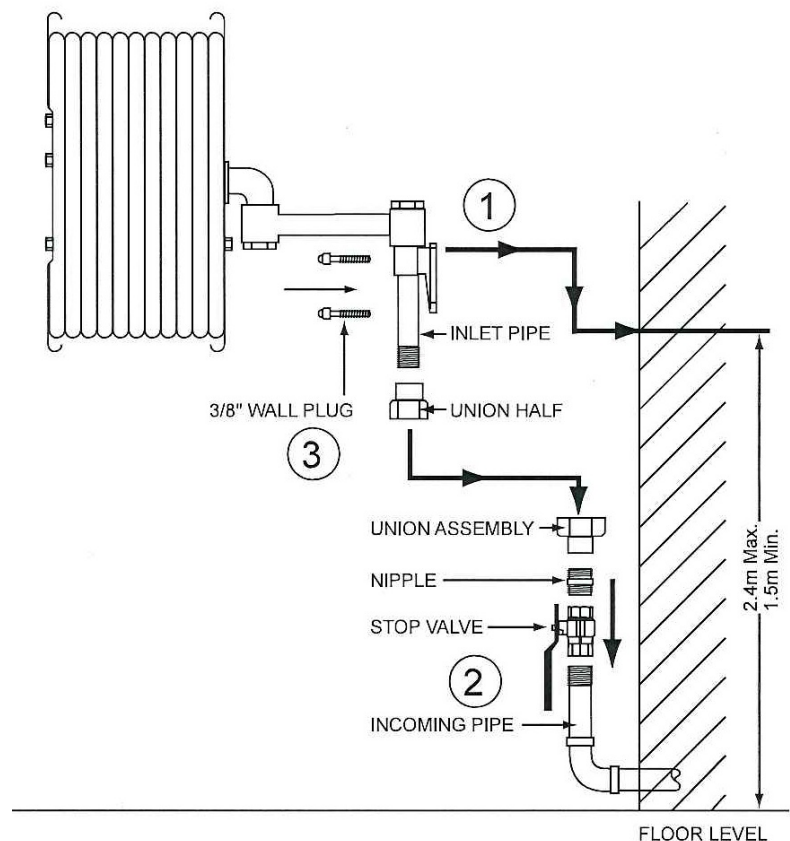 1
INLET PIPE
3/8" WALL PLUG
UNION HALF
3
UNION ASSEMBLY
NIPPLE
STOP VALVE
2
INCOMING PIPE
2.4m Max.
1.5m Min.
FLOOR LEVEL